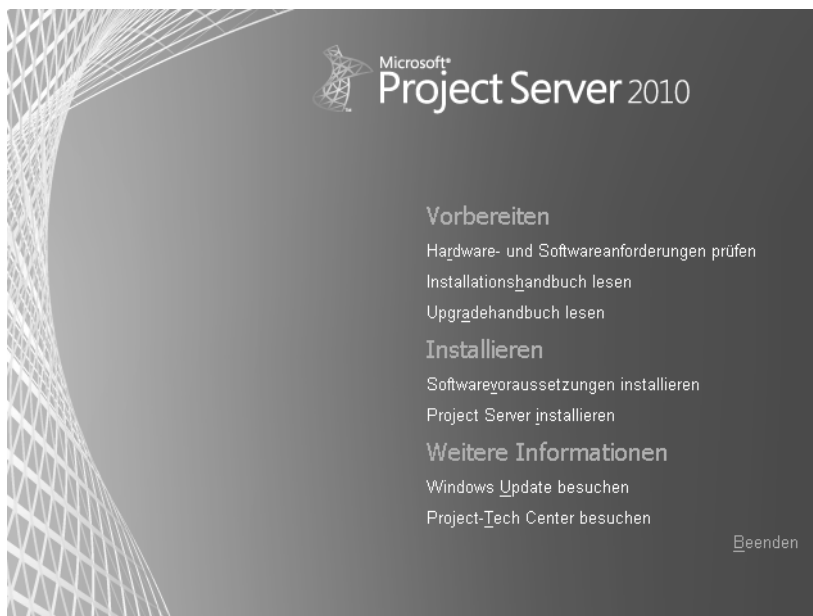 Microsoft®
Project Server 2010
Vorbereiten
Hardware- und Softwareanforderungen prüfen
Installationshandbuch lesen
Upgradehandbuch lesen
Installieren
Softwarevoraussetzungen installieren
Project Server installieren
Weitere Informationen
Windows Update besuchen
Project-Tech Center besuchen
Beenden